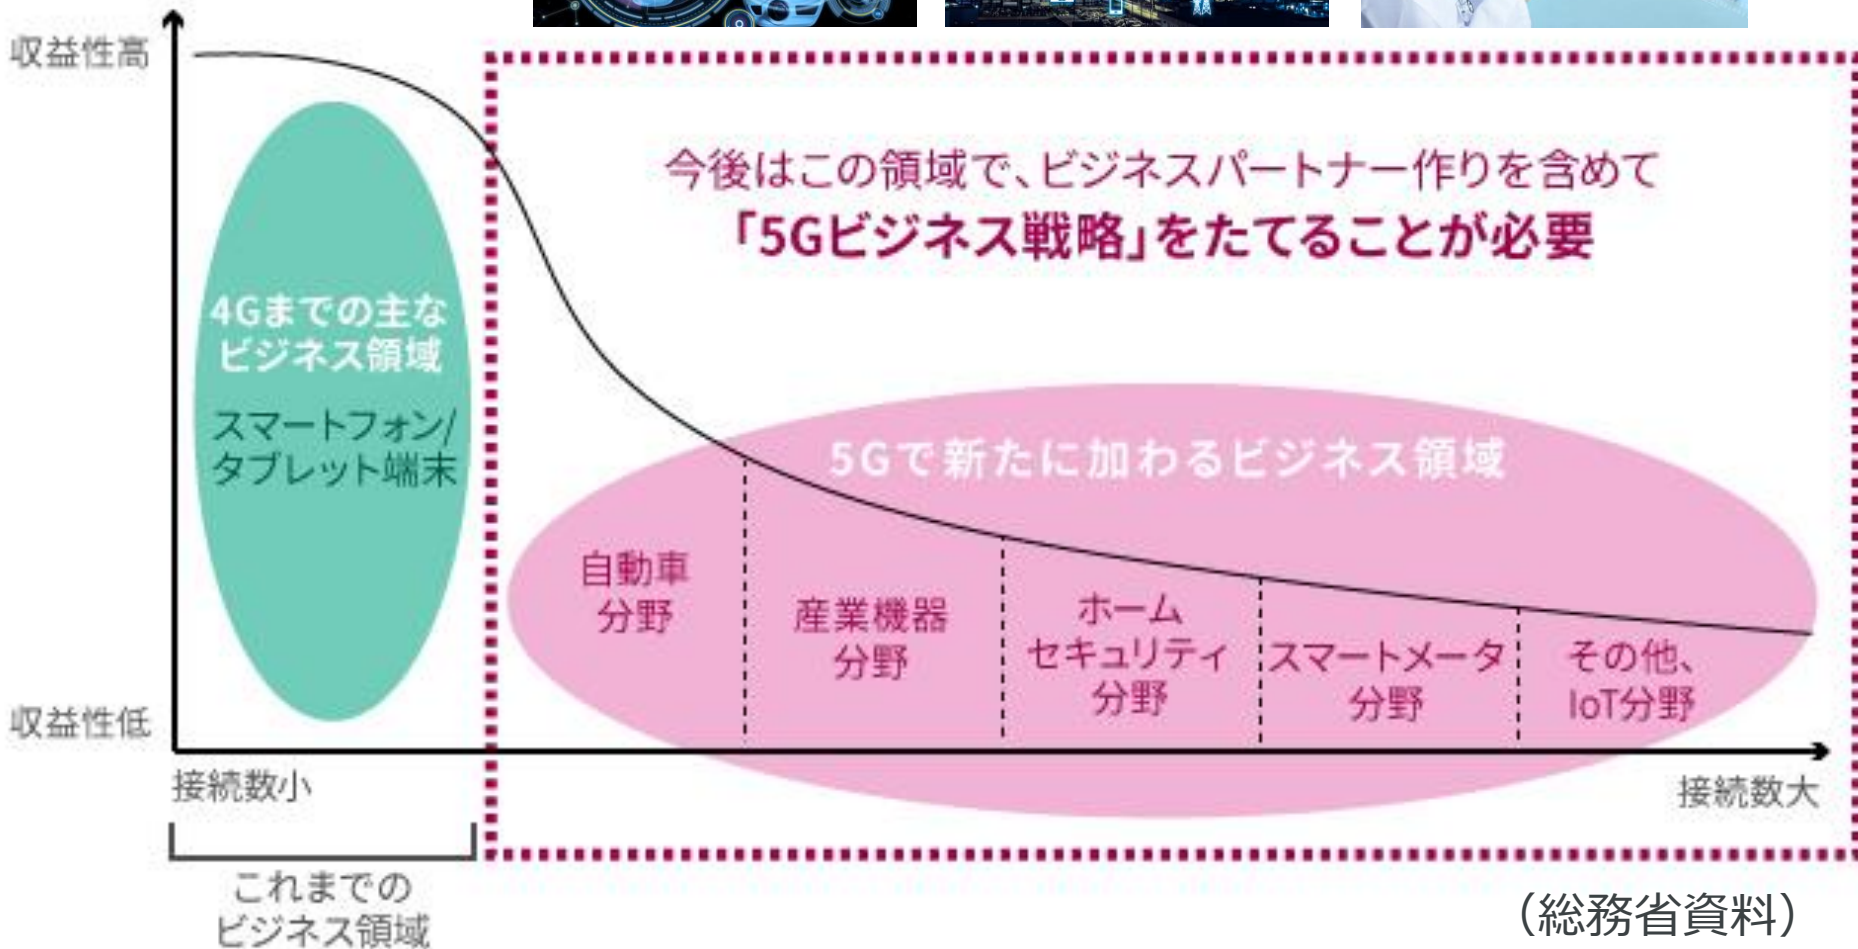 収益性高
今後はこの領域で、ビジネスパートナー作りを含めて
「5Gビジネス戦略」をたてることが必要
4Gまでの主な
ビジネス領域
スマートフォン/
タブレット端末
5Gで新たに加わるビジネス領域
自動車
分野
産業機器
分野
ホーム
セキュリティ
分野
スマートメータ
分野
その他、
IoT分野
収益性低
接続数小
接続数大
これまでの
ビジネス領域
（総務省資料）